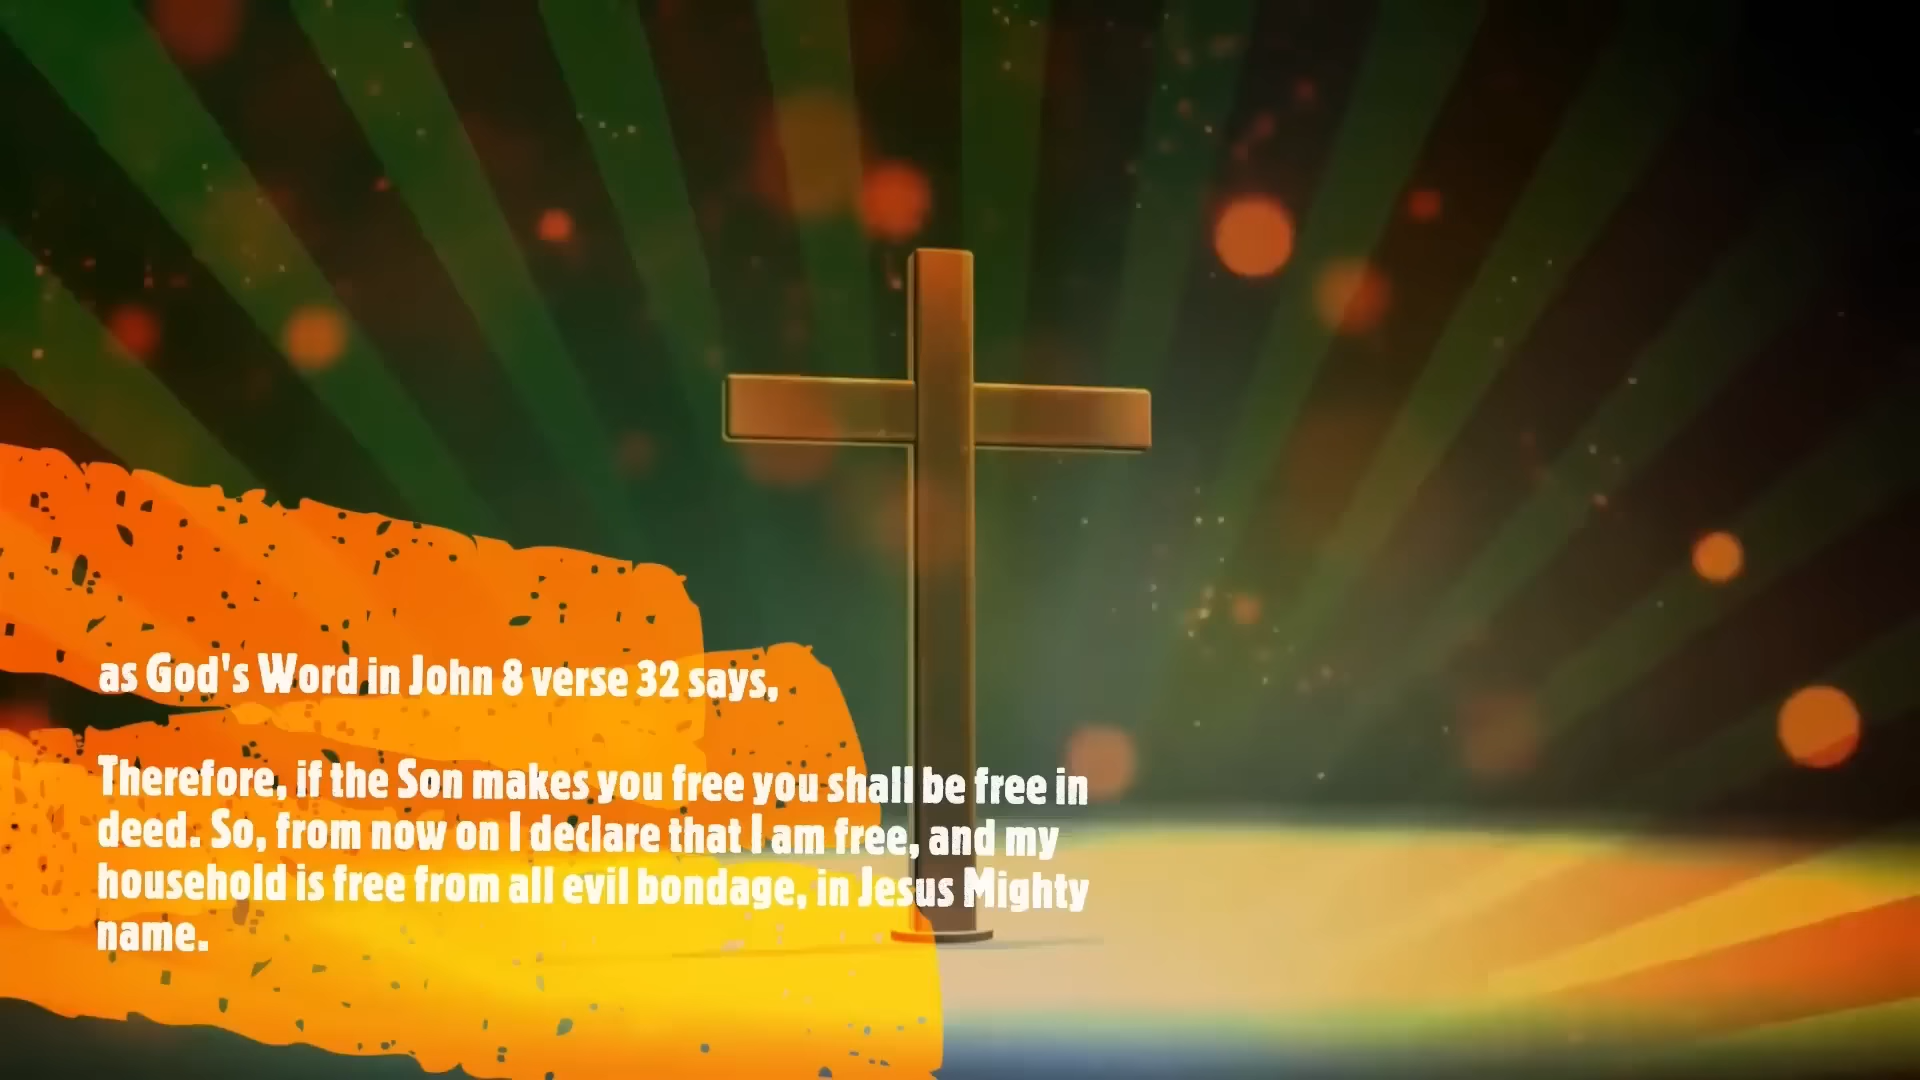 as God's Word in John 8 verse 32 says,
Therefore, if the Son makes you free you shall be free in
deed. So, from now on I declare that I am free, and my
household is free from all evil bondage, in Jesus Mighty
name.